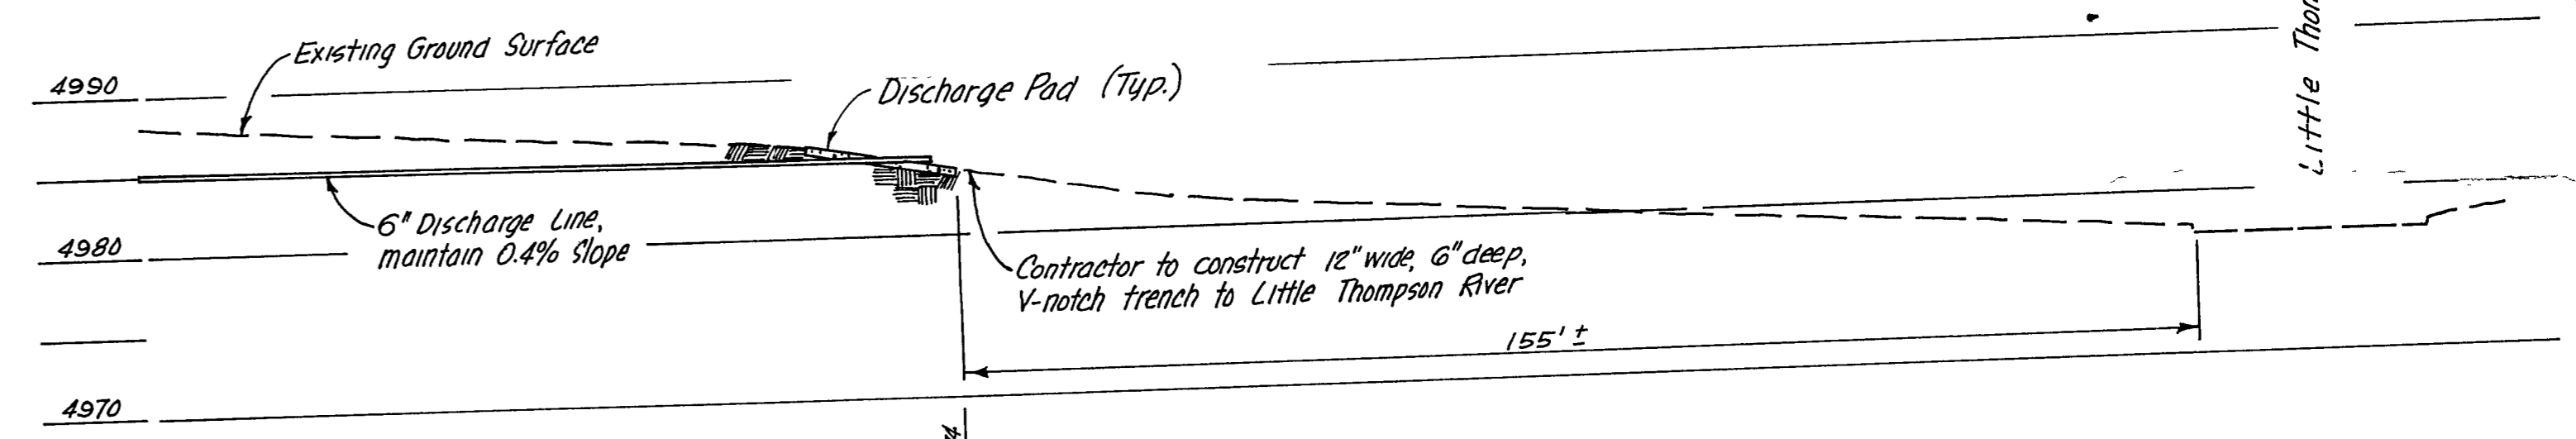 Existing Ground Surface
4990
Discharge Pad (Typ.)
6" Discharge Line,
maintain 0.4% Slope
4980
Contractor to construct 12" wide, 6" deep,
V-notch trench to Little Thompson River
155' ±
4970
Little